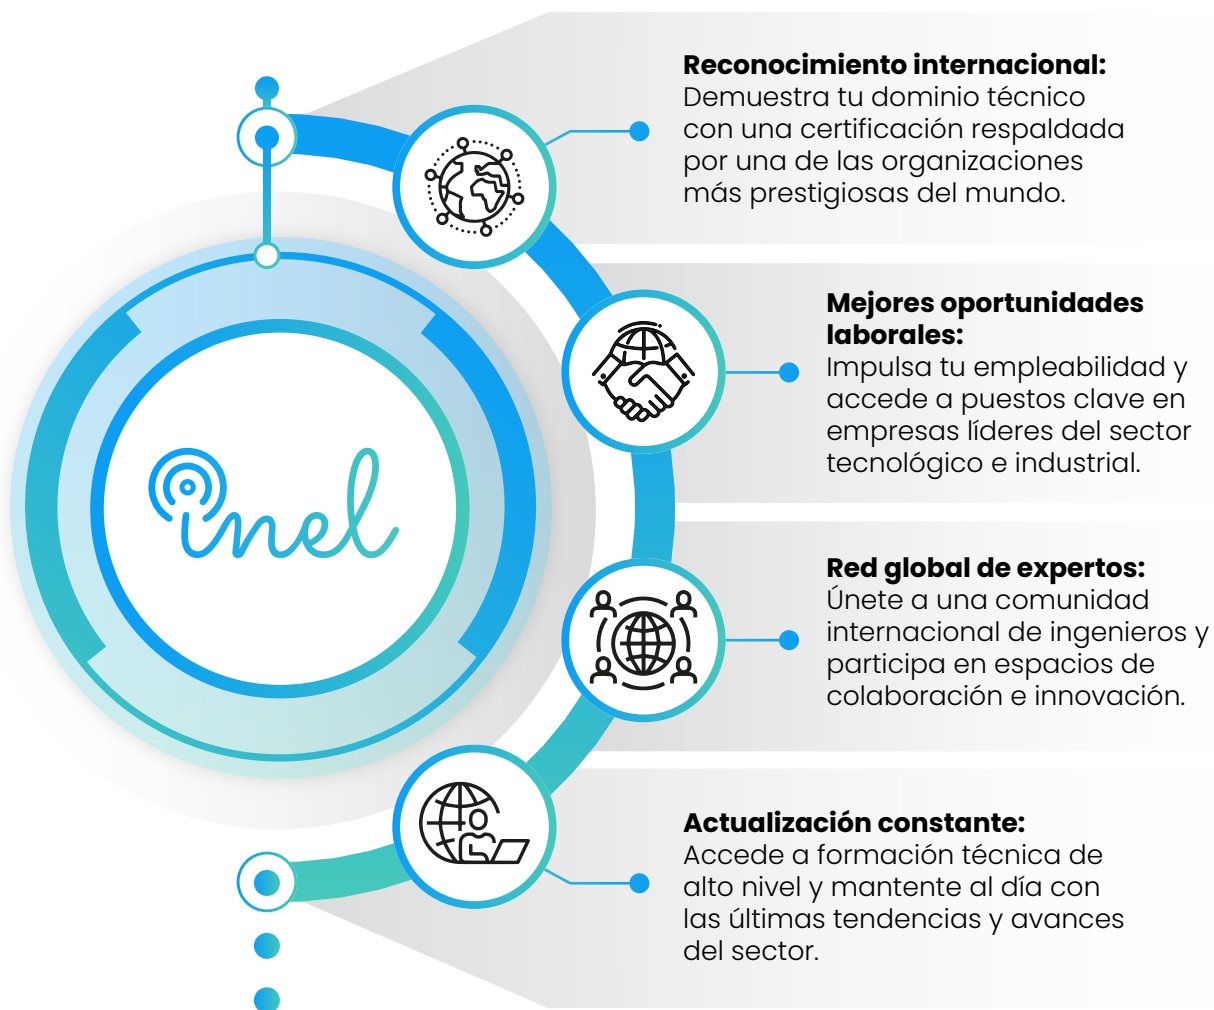 Reconocimiento internacional:
Demuestra tu dominio técnico
con una certificación respaldada
por una de las organizaciones
más prestigiosas del mundo.
Mejores oportunidades
laborales:
Impulsa tu empleabilidad y
accede a puestos clave en
empresas líderes del sector
tecnológico e industrial.
inel
Red global de expertos:
Únete a una comunidad
internacional de ingenieros y
participa en espacios de
colaboración e innovación.
Actualización constante:
Accede a formación técnica de
alto nivel y mantente al día con
las últimas tendencias y avances
del sector.